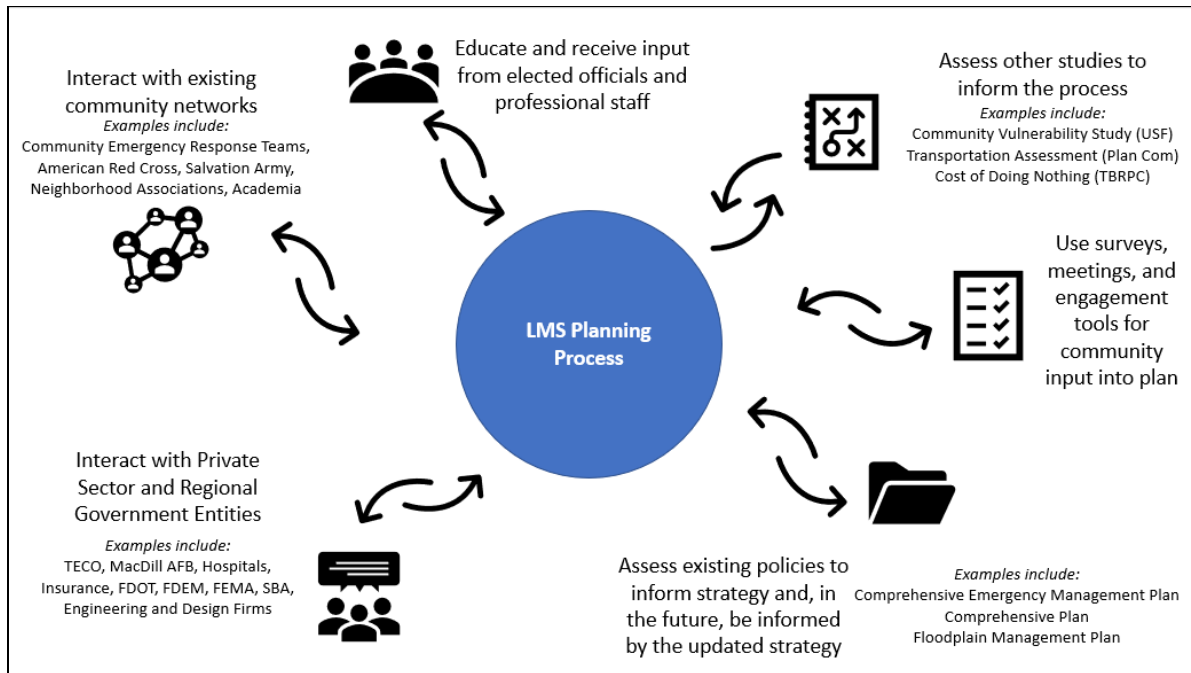 Educate and receive input
from elected officials and
professional staff
Interact with existing
community networks
Examples include:
Community Emergency Response Teams,
American Red Cross, Salvation Army,
Neighborhood Associations, Academia
Assess other studies to
inform the process
Examples include:
Community Vulnerability Study (USF)
Transportation Assessment (Plan Com)
Cost of Doing Nothing (TBRPC)
Use surveys,
meetings, and
engagement
tools for
community
input into plan
LMS Planning
Process
Interact with Private
Sector and Regional
Government Entities
Examples include:
TECO, MacDill AFB, Hospitals,
Insurance, FDOT, FDEM, FEMA, SBA,
Engineering and Design Firms
Assess existing policies to
inform strategy and, in
the future, be informed
by the updated strategy
Examples include:
Comprehensive Emergency Management Plan
Comprehensive Plan
Floodplain Management Plan